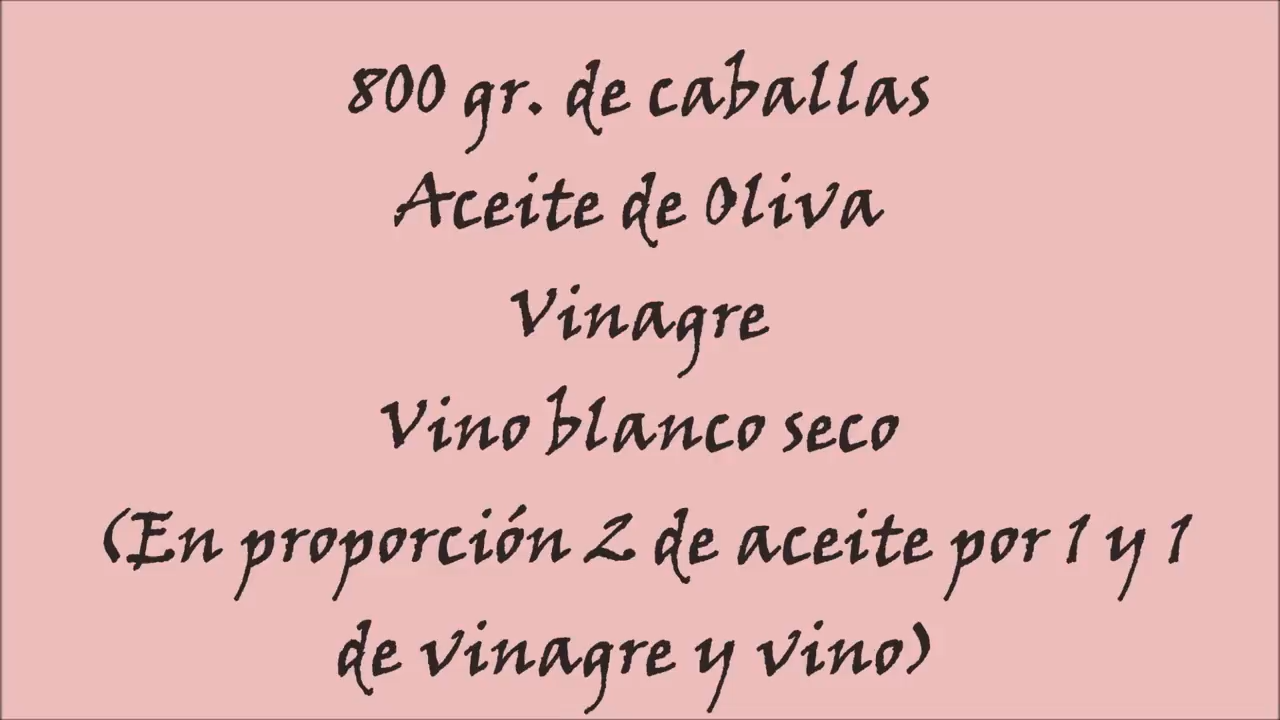 800 gr. de caballas
Aceite de Oliva
Vinagre
Vino blanco seco
(En proporción 2 de aceite por 1 y 1
de vinagre y vino)